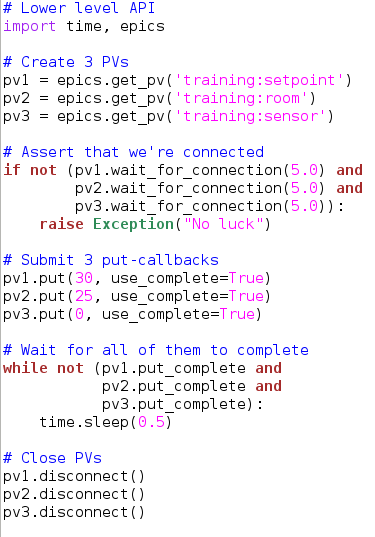 # Lower level API
import time, epics
# Create 3 PVs
pv1 = epics.get_pv('training:setpoint')
pv2 = epics.get_pv('training:room')
pv3 = epics.get_pv('training:sensor')
# Assert that we're connected
if not (pv1.wait_for_connection(5.0) and
        pv2.wait_for_connection(5.0) and
        pv3.wait_for_connection(5.0)):
    raise Exception("No luck")
# Submit 3 put-callbacks
pv1.put(30, use_complete=True)
pv2.put(25, use_complete=True)
pv3.put(0, use_complete=True)
# Wait for all of them to complete
while not (pv1.put_complete and
           pv2.put_complete and
           pv3.put_complete):
    time.sleep(0.5)
# Close PVs
pv1.disconnect()
pv2.disconnect()
pv3.disconnect()